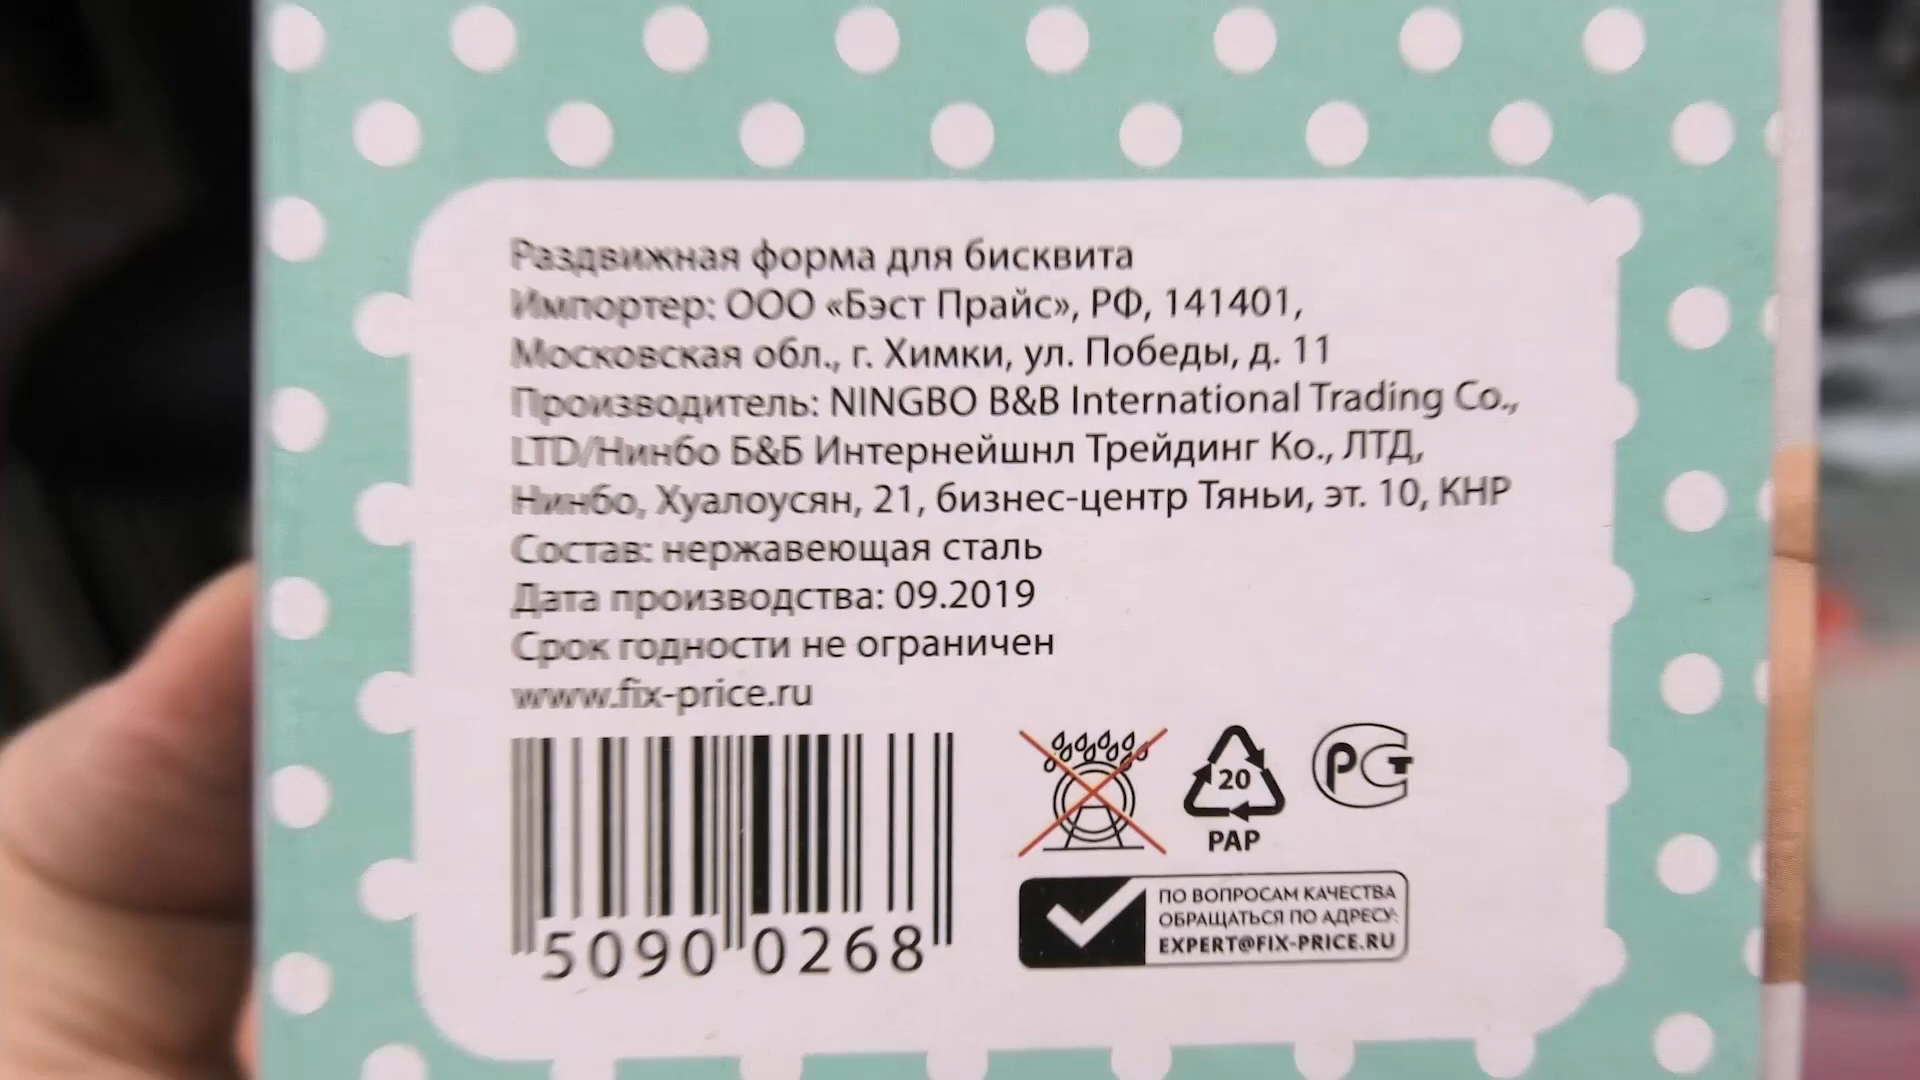 Раздвижная форма для бисквита
Импортер: ООО «Бэст Прайс», РФ, 141401,
Московская обл., г. Химки, ул. Победы, д. 11
Производитель: NINGBO B&B International Trading Co.,
LTD/Нинбо Б&Б Интернейшнл Трейдинг Ко., ЛТД,
Нинбо, Хуалоусян, 21, бизнес-центр Тяньи, эт. 10, КНР
Состав: нержавеющая сталь
Дата производства: 09.2019
Срок годности не ограничен
www.fix-price.ru
5090 0268
20
PAP
РСТ
ПО ВОПРОСАМ КАЧЕСТВА
ОБРАЩАТЬСЯ ПО АДРЕСУ:
EXPERT@FIX-PRICE.RU